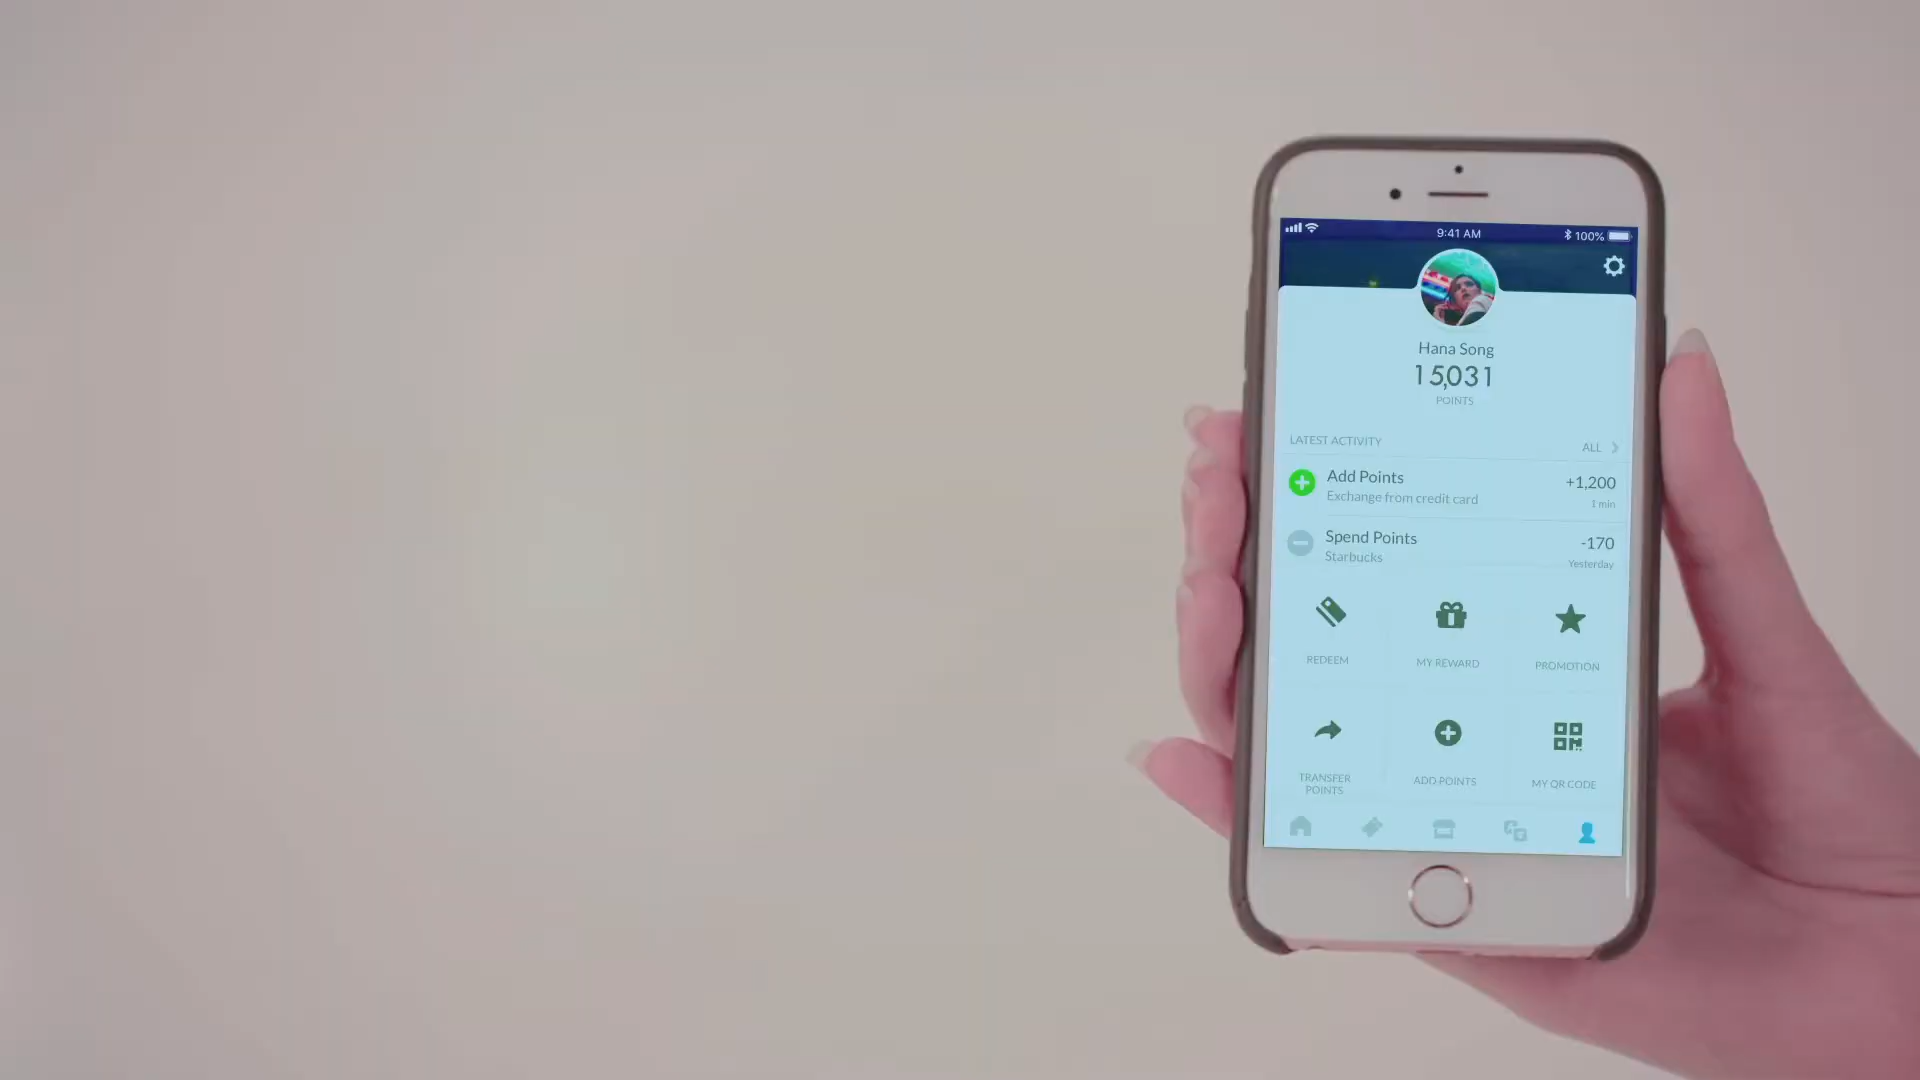 9:41 AM
100%
Hana Song
15,031
POINTS
LATEST ACTIVITY
ALL
Add Points
+1,200
Exchange from credit card
1 min
Spend Points
-170
Starbucks
Yesterday
REDEEM
MY REWARD
PROMOTION
TRANSFER
POINTS
ADD POINTS
MY QR CODE